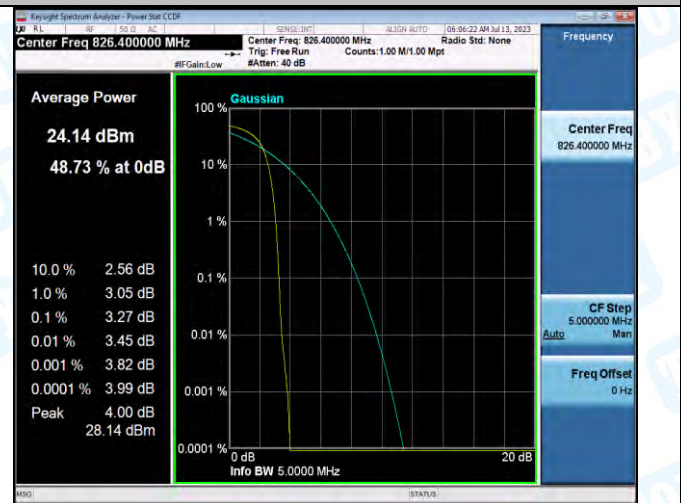 Keysight Spectrum Analyzer - Power Stat CCDF
RL RF 50 Ω AC SENSE:INT ALIGN AUTO 06:06:22 AM Jul 13, 2023
Center Freq 826.400000 MHz
Center Freq: 826.400000 MHz Radio Std: None
Trig: Free Run Counts:1.00 M/1.00 Mpt
#IFGain:Low #Atten: 40 dB
Frequency
Average Power
24.14 dBm
48.73 % at 0dB
10.0 % 2.56 dB
1.0 % 3.05 dB
0.1 % 3.27 dB
0.01 % 3.45 dB
0.001 % 3.82 dB
0.0001 % 3.99 dB
Peak 4.00 dB
28.14 dBm
Gaussian
100 %
10 %
1 %
0.1 %
0.01 %
0.001 %
0.0001 %
0 dB 20 dB
Info BW 5.0000 MHz
Center Freq
826.400000 MHz
CF Step
5.000000 MHz
Auto Man
Freq Offset
0 Hz
MSG STATUS